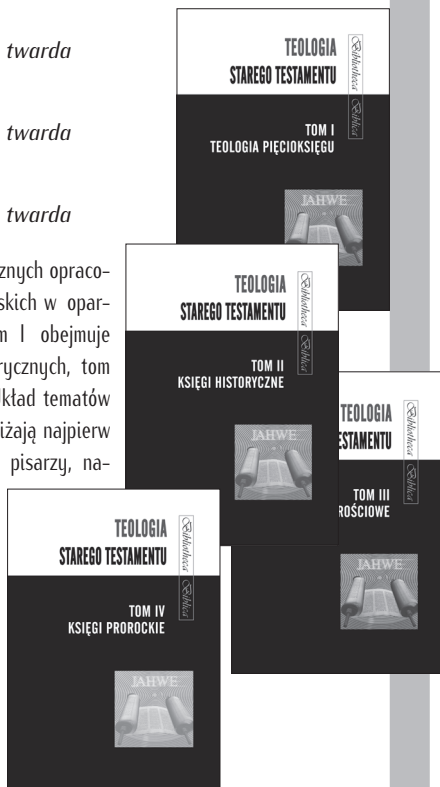 twarda
twarda
twarda
znych opraco-
skich w opar-
m I obejmuje
rycznych, tom
kład tematów
iżają najpierw
pisarzy, na-
TEOLOGIA
STAREGO TESTAMENTU
Bibliotheca Biblica
TOM I
TEOLOGIA PIĘCIOKSIĘGU
JAHWE
TEOLOGIA
STAREGO TESTAMENTU
Bibliotheca Biblica
TOM II
KSIĘGI HISTORYCZNE
JAHWE
TEOLOGIA
ESTAMENTU
Bibliotheca Biblica
TOM III
ROŚCIOWE
JAHWE
TEOLOGIA
STAREGO TESTAMENTU
Bibliotheca Biblica
TOM IV
KSIĘGI PROROCKIE
JAHWE